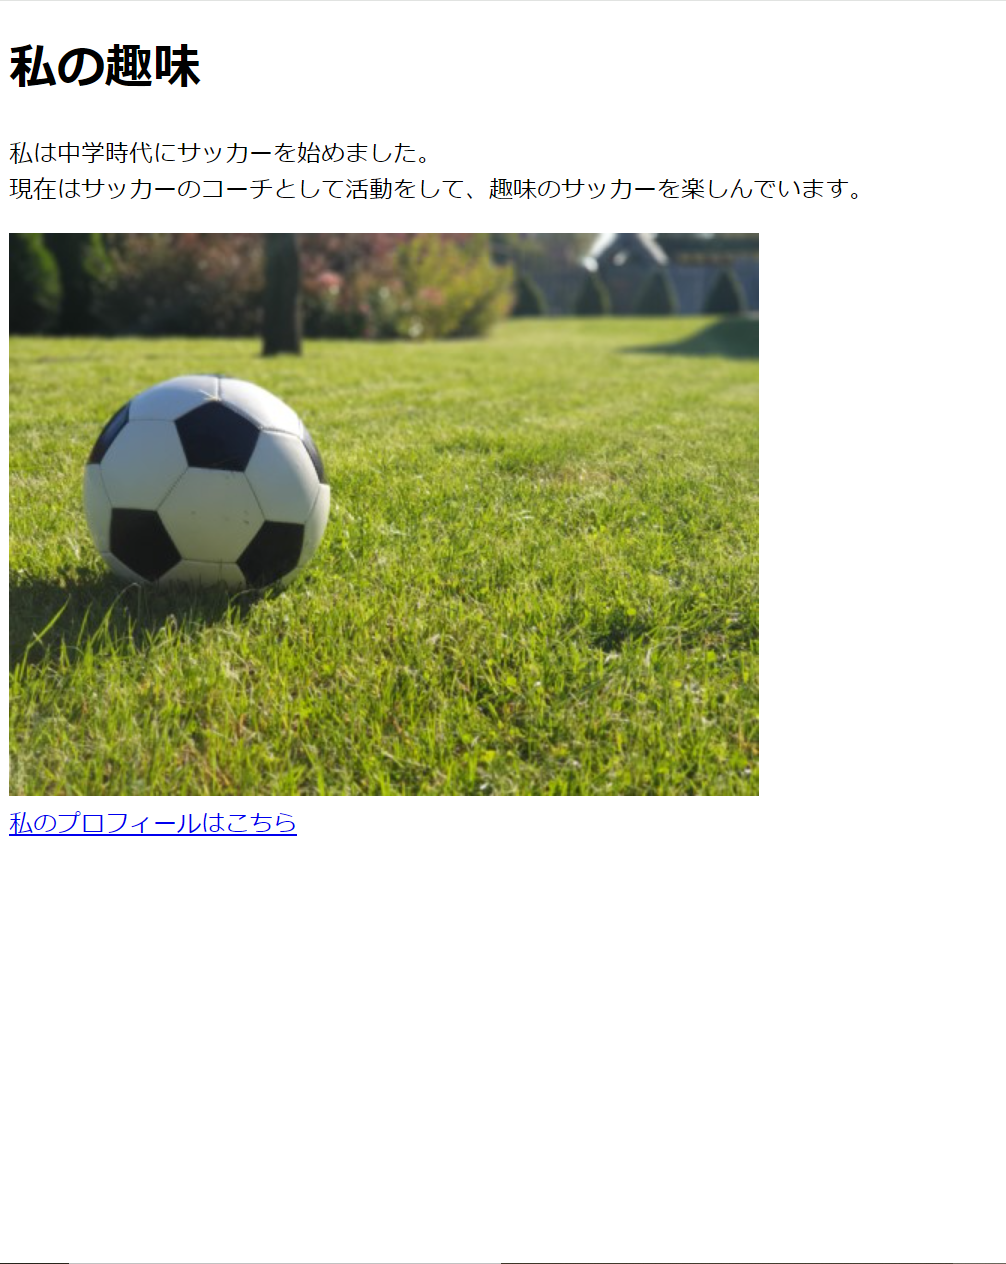 私の趣味
私は中学時代にサッカーを始めました。
現在はサッカーのコーチとして活動をして、趣味のサッカーを楽しんでいます。
私のプロフィールはこちら